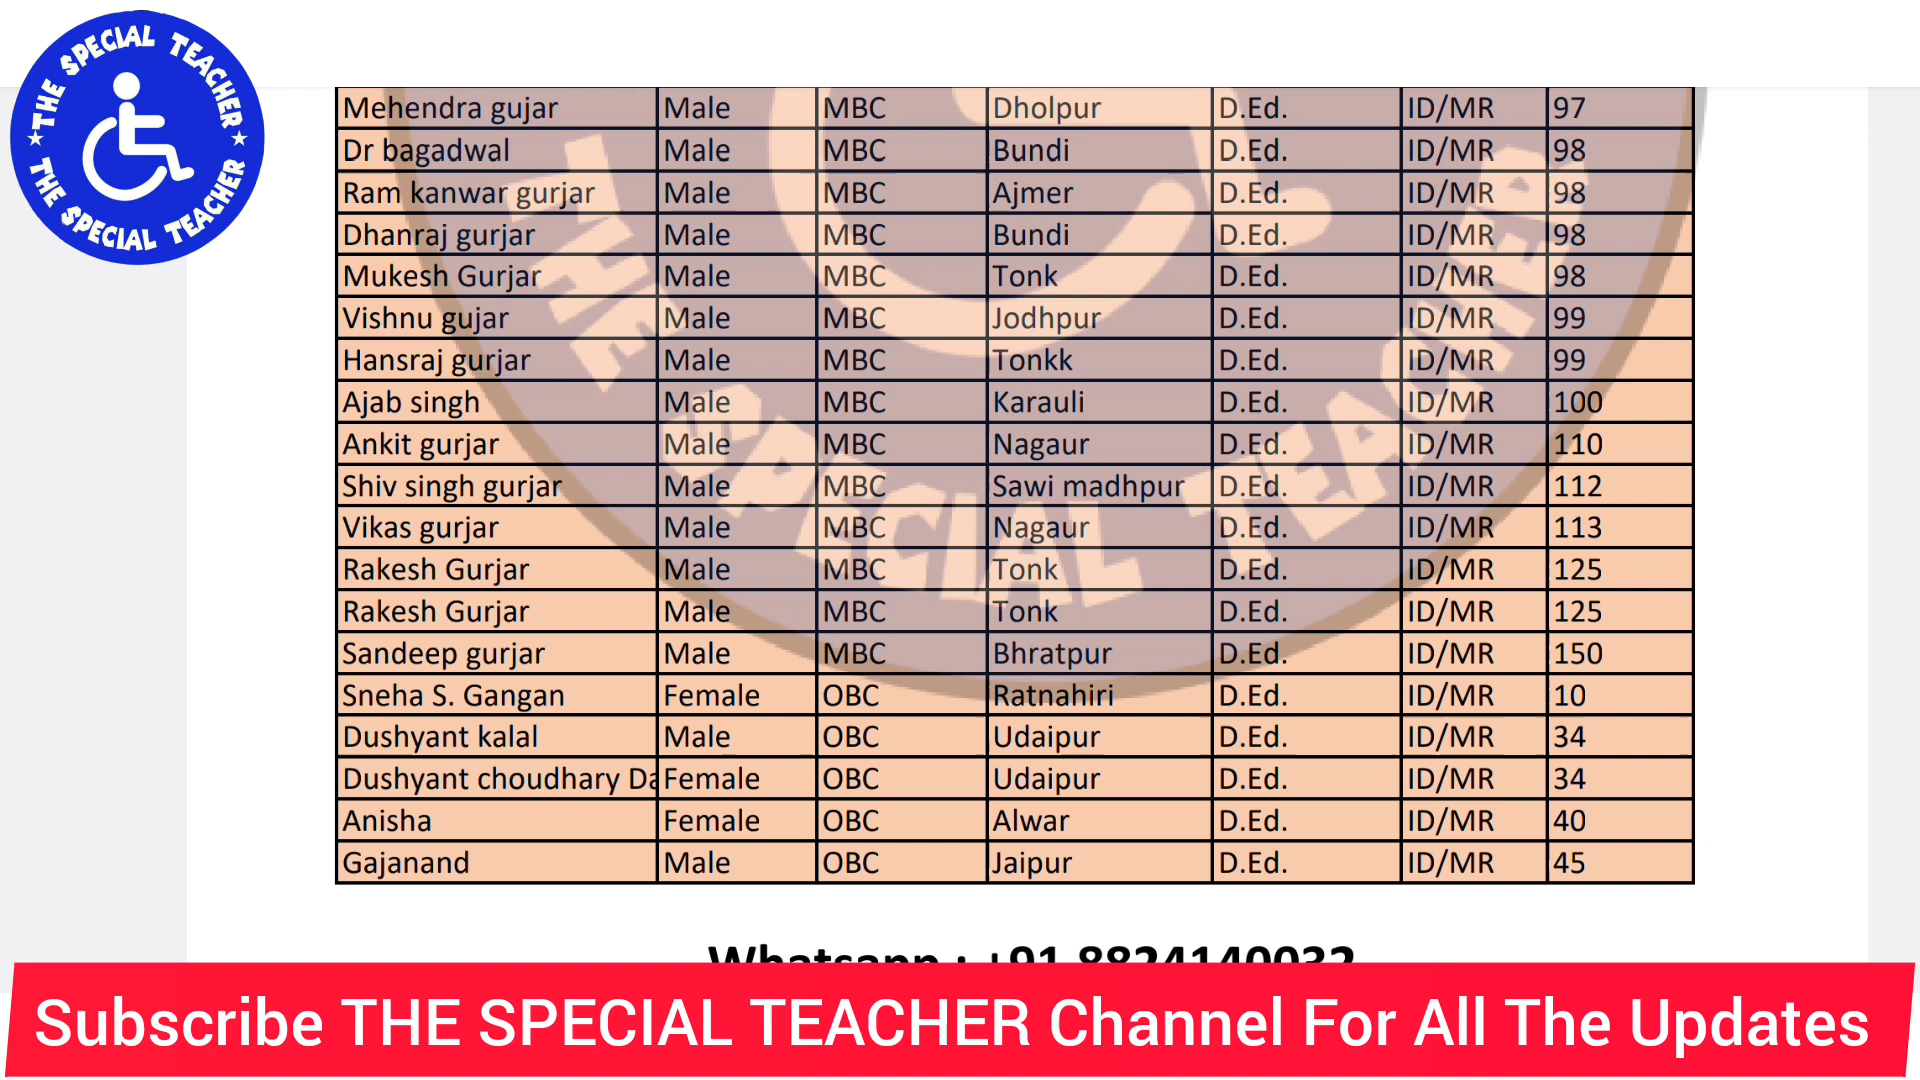 THE SPECIAL TEACHER
THE SPECIAL TEACHER
Mehendra gujar Male MBC Dholpur D.Ed. ID/MR 97
Dr bagadwal Male MBC Bundi D.Ed. ID/MR 98
Ram kanwar gurjar Male MBC Ajmer D.Ed. ID/MR 98
Dhanraj gurjar Male MBC Bundi D.Ed. ID/MR 98
Mukesh Gurjar Male MBC Tonk D.Ed. ID/MR 98
Vishnu gujar Male MBC Jodhpur D.Ed. ID/MR 99
Hansraj gurjar Male MBC Tonkk D.Ed. ID/MR 99
Ajab singh Male MBC Karauli D.Ed. ID/MR 100
Ankit gurjar Male MBC Nagaur D.Ed. ID/MR 110
Shiv singh gurjar Male MBC Sawi madhpur D.Ed. ID/MR 112
Vikas gurjar Male MBC Nagaur D.Ed. ID/MR 113
Rakesh Gurjar Male MBC Tonk D.Ed. ID/MR 125
Rakesh Gurjar Male MBC Tonk D.Ed. ID/MR 125
Sandeep gurjar Male MBC Bhratpur D.Ed. ID/MR 150
Sneha S. Gangan Female OBC Ratnahiri D.Ed. ID/MR 10
Dushyant kalal Male OBC Udaipur D.Ed. ID/MR 34
Dushyant choudhary Da Female OBC Udaipur D.Ed. ID/MR 34
Anisha Female OBC Alwar D.Ed. ID/MR 40
Gajanand Male OBC Jaipur D.Ed. ID/MR 45
THE SPECIAL TEACHER
Whatsapp : +91 8824140032
Subscribe THE SPECIAL TEACHER Channel For All The Updates